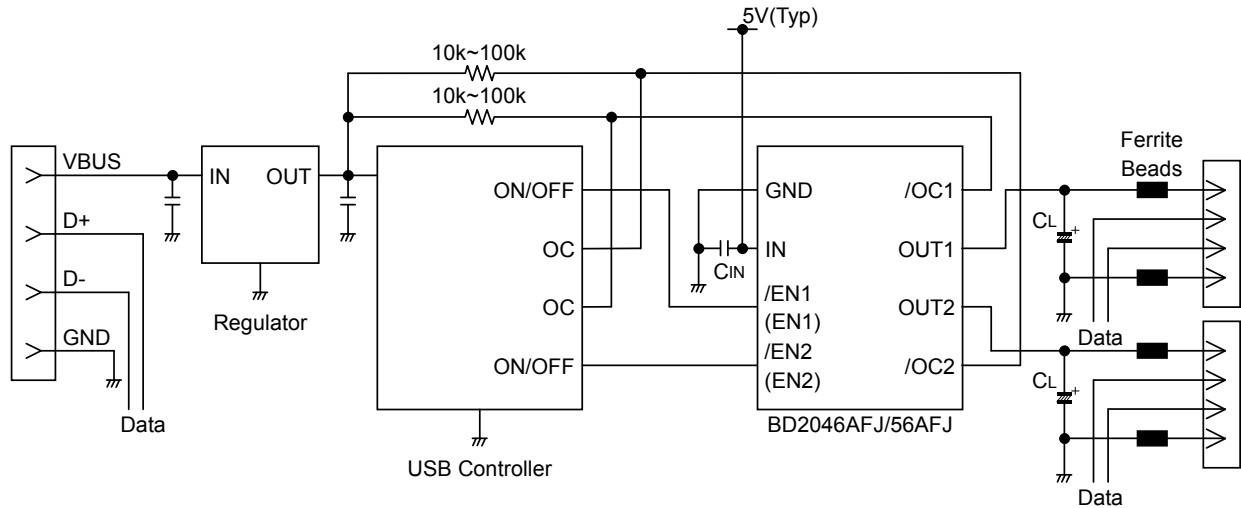 5V(Typ)
10k~100k
10k~100k
VBUS
D+
D-
GND
Data
IN
OUT
Regulator
ON/OFF
OC
OC
ON/OFF
USB Controller
CIN
GND
IN
/EN1
(EN1)
/EN2
(EN2)
/OC1
OUT1
OUT2
/OC2
BD2046AFJ/56AFJ
Ferrite
Beads
CL
+
Data
CL
+
Data